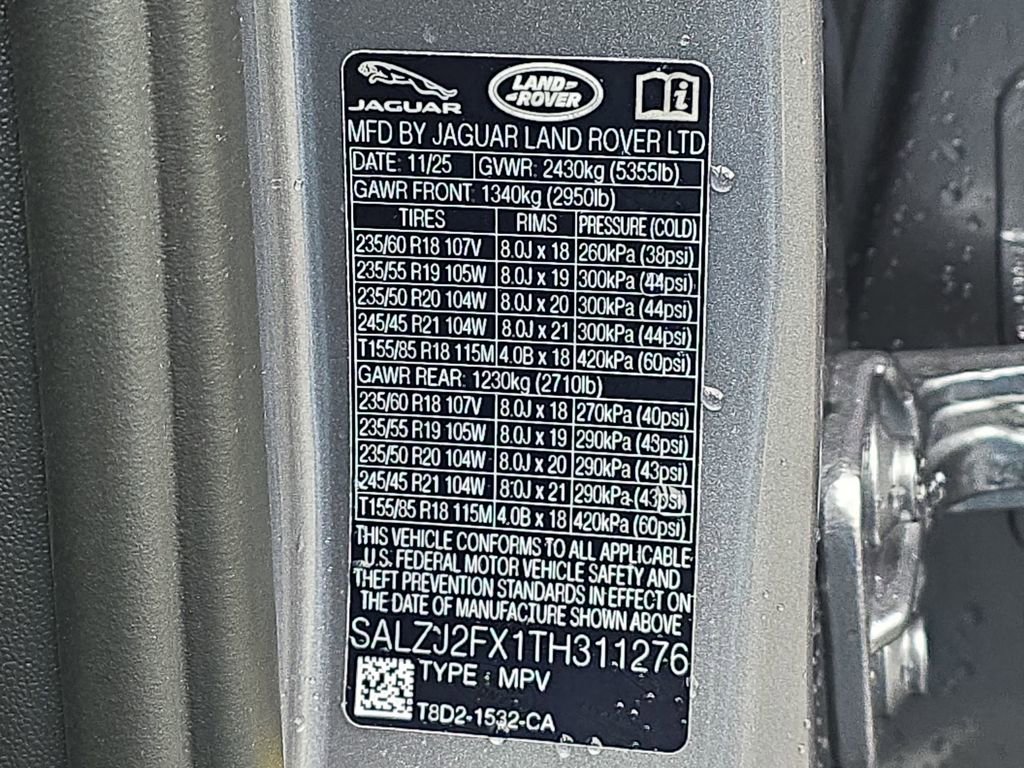 JAGUAR
LAND ROVER
i
MFD BY JAGUAR LAND ROVER LTD
DATE: 11/25 GVWR: 2430kg (5355lb)
GAWR FRONT: 1340kg (2950lb)
TIRES RIMS PRESSURE (COLD)
235/60 R18 107V 8.0J x 18 260kPa (38psi)
235/55 R19 105W 8.0J x 19 300kPa (44psi)
235/50 R20 104W 8.0J x 20 300kPa (44psi)
245/45 R21 104W 8.0J x 21 300kPa (44psi)
T155/85 R18 115M 4.0B x 18 420kPa (60psi)
GAWR REAR: 1230kg (2710lb)
235/60 R18 107V 8.0J x 18 270kPa (40psi)
235/55 R19 105W 8.0J x 19 290kPa (43psi)
235/50 R20 104W 8.0J x 20 290kPa (43psi)
245/45 R21 104W 8.0J x 21 290kPa (43psi)
T155/85 R18 115M 4.0B x 18 420kPa (60psi)
THIS VEHICLE CONFORMS TO ALL APPLICABLE
U.S. FEDERAL MOTOR VEHICLE SAFETY AND
THEFT PREVENTION STANDARDS IN EFFECT ON
THE DATE OF MANUFACTURE SHOWN ABOVE
SALZJ2FX1TH311276
TYPE : MPV
T8D2-1532-CA